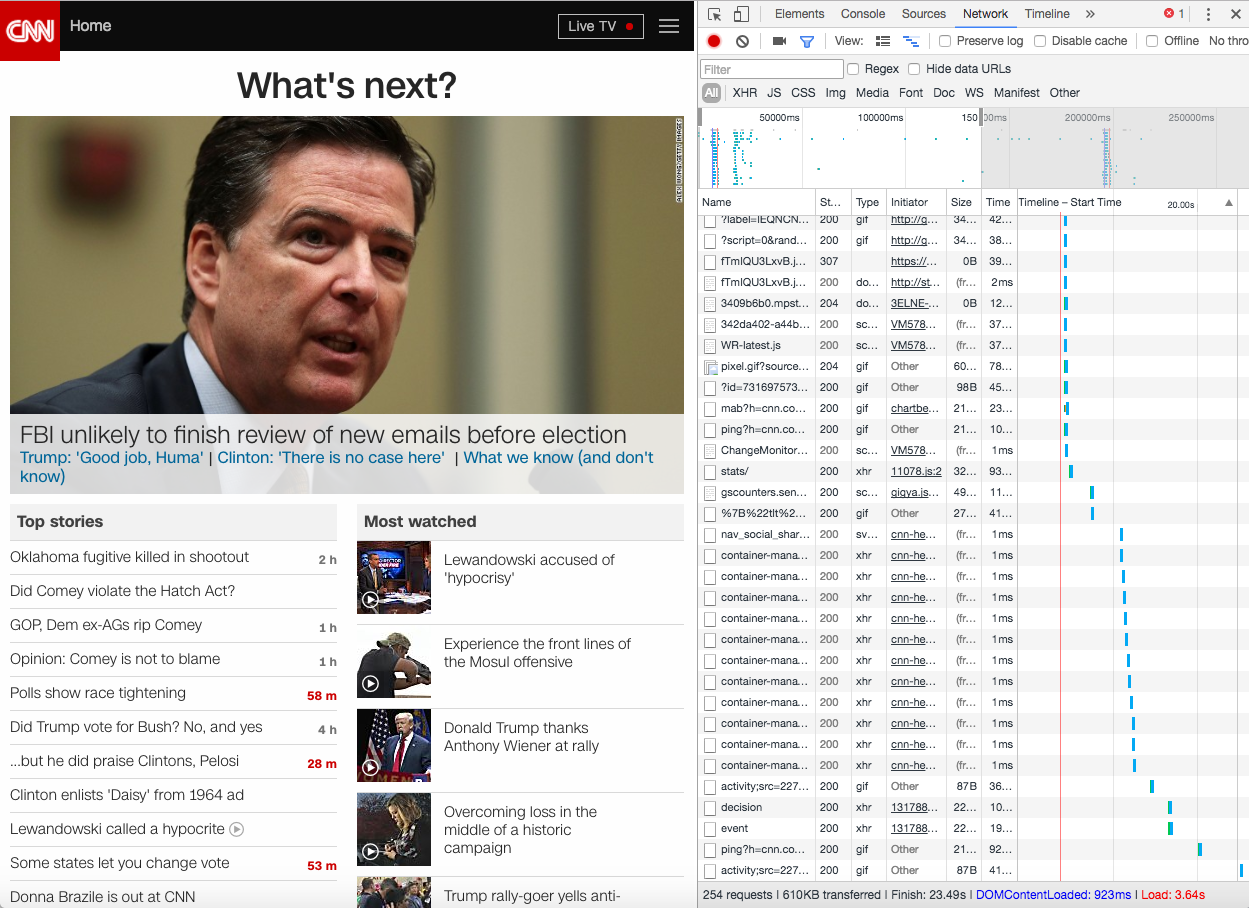 CNN
Home
Live TV
What's next?
ALEX WONG/GETTY IMAGES
FBI unlikely to finish review of new emails before election
Trump: 'Good job, Huma' | Clinton: 'There is no case here' | What we know (and don't
know)
Top stories
Oklahoma fugitive killed in shootout 2 h
Did Comey violate the Hatch Act?
GOP, Dem ex-AGs rip Comey 1 h
Opinion: Comey is not to blame 1 h
Polls show race tightening 58 m
Did Trump vote for Bush? No, and yes 4 h
...but he did praise Clintons, Pelosi 28 m
Clinton enlists 'Daisy' from 1964 ad
Lewandowski called a hypocrite
Some states let you change vote 53 m
Donna Brazile is out at CNN
Most watched
Lewandowski accused of
'hypocrisy'
Experience the front lines of
the Mosul offensive
Donald Trump thanks
Anthony Wiener at rally
Overcoming loss in the
middle of a historic
campaign
Trump rally-goer yells anti-
Elements Console Sources Network Timeline » 1
View: Preserve log Disable cache Offline No thro
Filter Regex Hide data URLs
All XHR JS CSS Img Media Font Doc WS Manifest Other
50000ms 100000ms 150000ms 200000ms 250000ms
Name St... Type Initiator Size Time Timeline – Start Time 20.00s
?label=IEQNCN... 200 gif http://g... 34... 42...
?script=0&rand... 200 gif http://g... 34... 38...
fTmIQU3LxvB.j... 307 https://... 0B 39...
fTmIQU3LxvB.j... 200 do... http://st... (fr... 2ms
3409b6b0.mpst... 204 do... 3ELNE-... 0B 12...
342da402-a44b... 200 sc... VM578... (fr... 37...
WR-latest.js 200 sc... VM578... (fr... 37...
pixel.gif?source... 204 gif Other 60... 78...
?id=731697573... 200 gif Other 98B 45...
mab?h=cnn.co... 200 gif chartbe... 21... 23...
ping?h=cnn.co... 200 gif Other 21... 10...
ChangeMonitor... 200 sc... VM578... (fr... 1ms
stats/ 200 xhr 11078.js:2 32... 93...
gscounters.sen... 200 sc... gigya.js... 49... 11...
%7B%22tlt%2... 200 gif Other 27... 41...
nav_social_shar... 200 sv... cnn-he... (fr... 1ms
container-mana... 200 xhr cnn-he... (fr... 1ms
container-mana... 200 xhr cnn-he... (fr... 1ms
container-mana... 200 xhr cnn-he... (fr... 1ms
container-mana... 200 xhr cnn-he... (fr... 1ms
container-mana... 200 xhr cnn-he... (fr... 1ms
container-mana... 200 xhr cnn-he... (fr... 1ms
container-mana... 200 xhr cnn-he... (fr... 1ms
container-mana... 200 xhr cnn-he... (fr... 1ms
container-mana... 200 xhr cnn-he... (fr... 1ms
container-mana... 200 xhr cnn-he... (fr... 1ms
container-mana... 200 xhr cnn-he... (fr... 1ms
activity;src=227... 200 gif Other 87B 36...
decision 200 xhr 131788... 22... 10...
event 200 xhr 131788... 22... 19...
ping?h=cnn.co... 200 gif Other 21... 92...
activity;src=227... 200 gif Other 87B 41...
254 requests | 610KB transferred | Finish: 23.49s | DOMContentLoaded: 923ms | Load: 3.64s